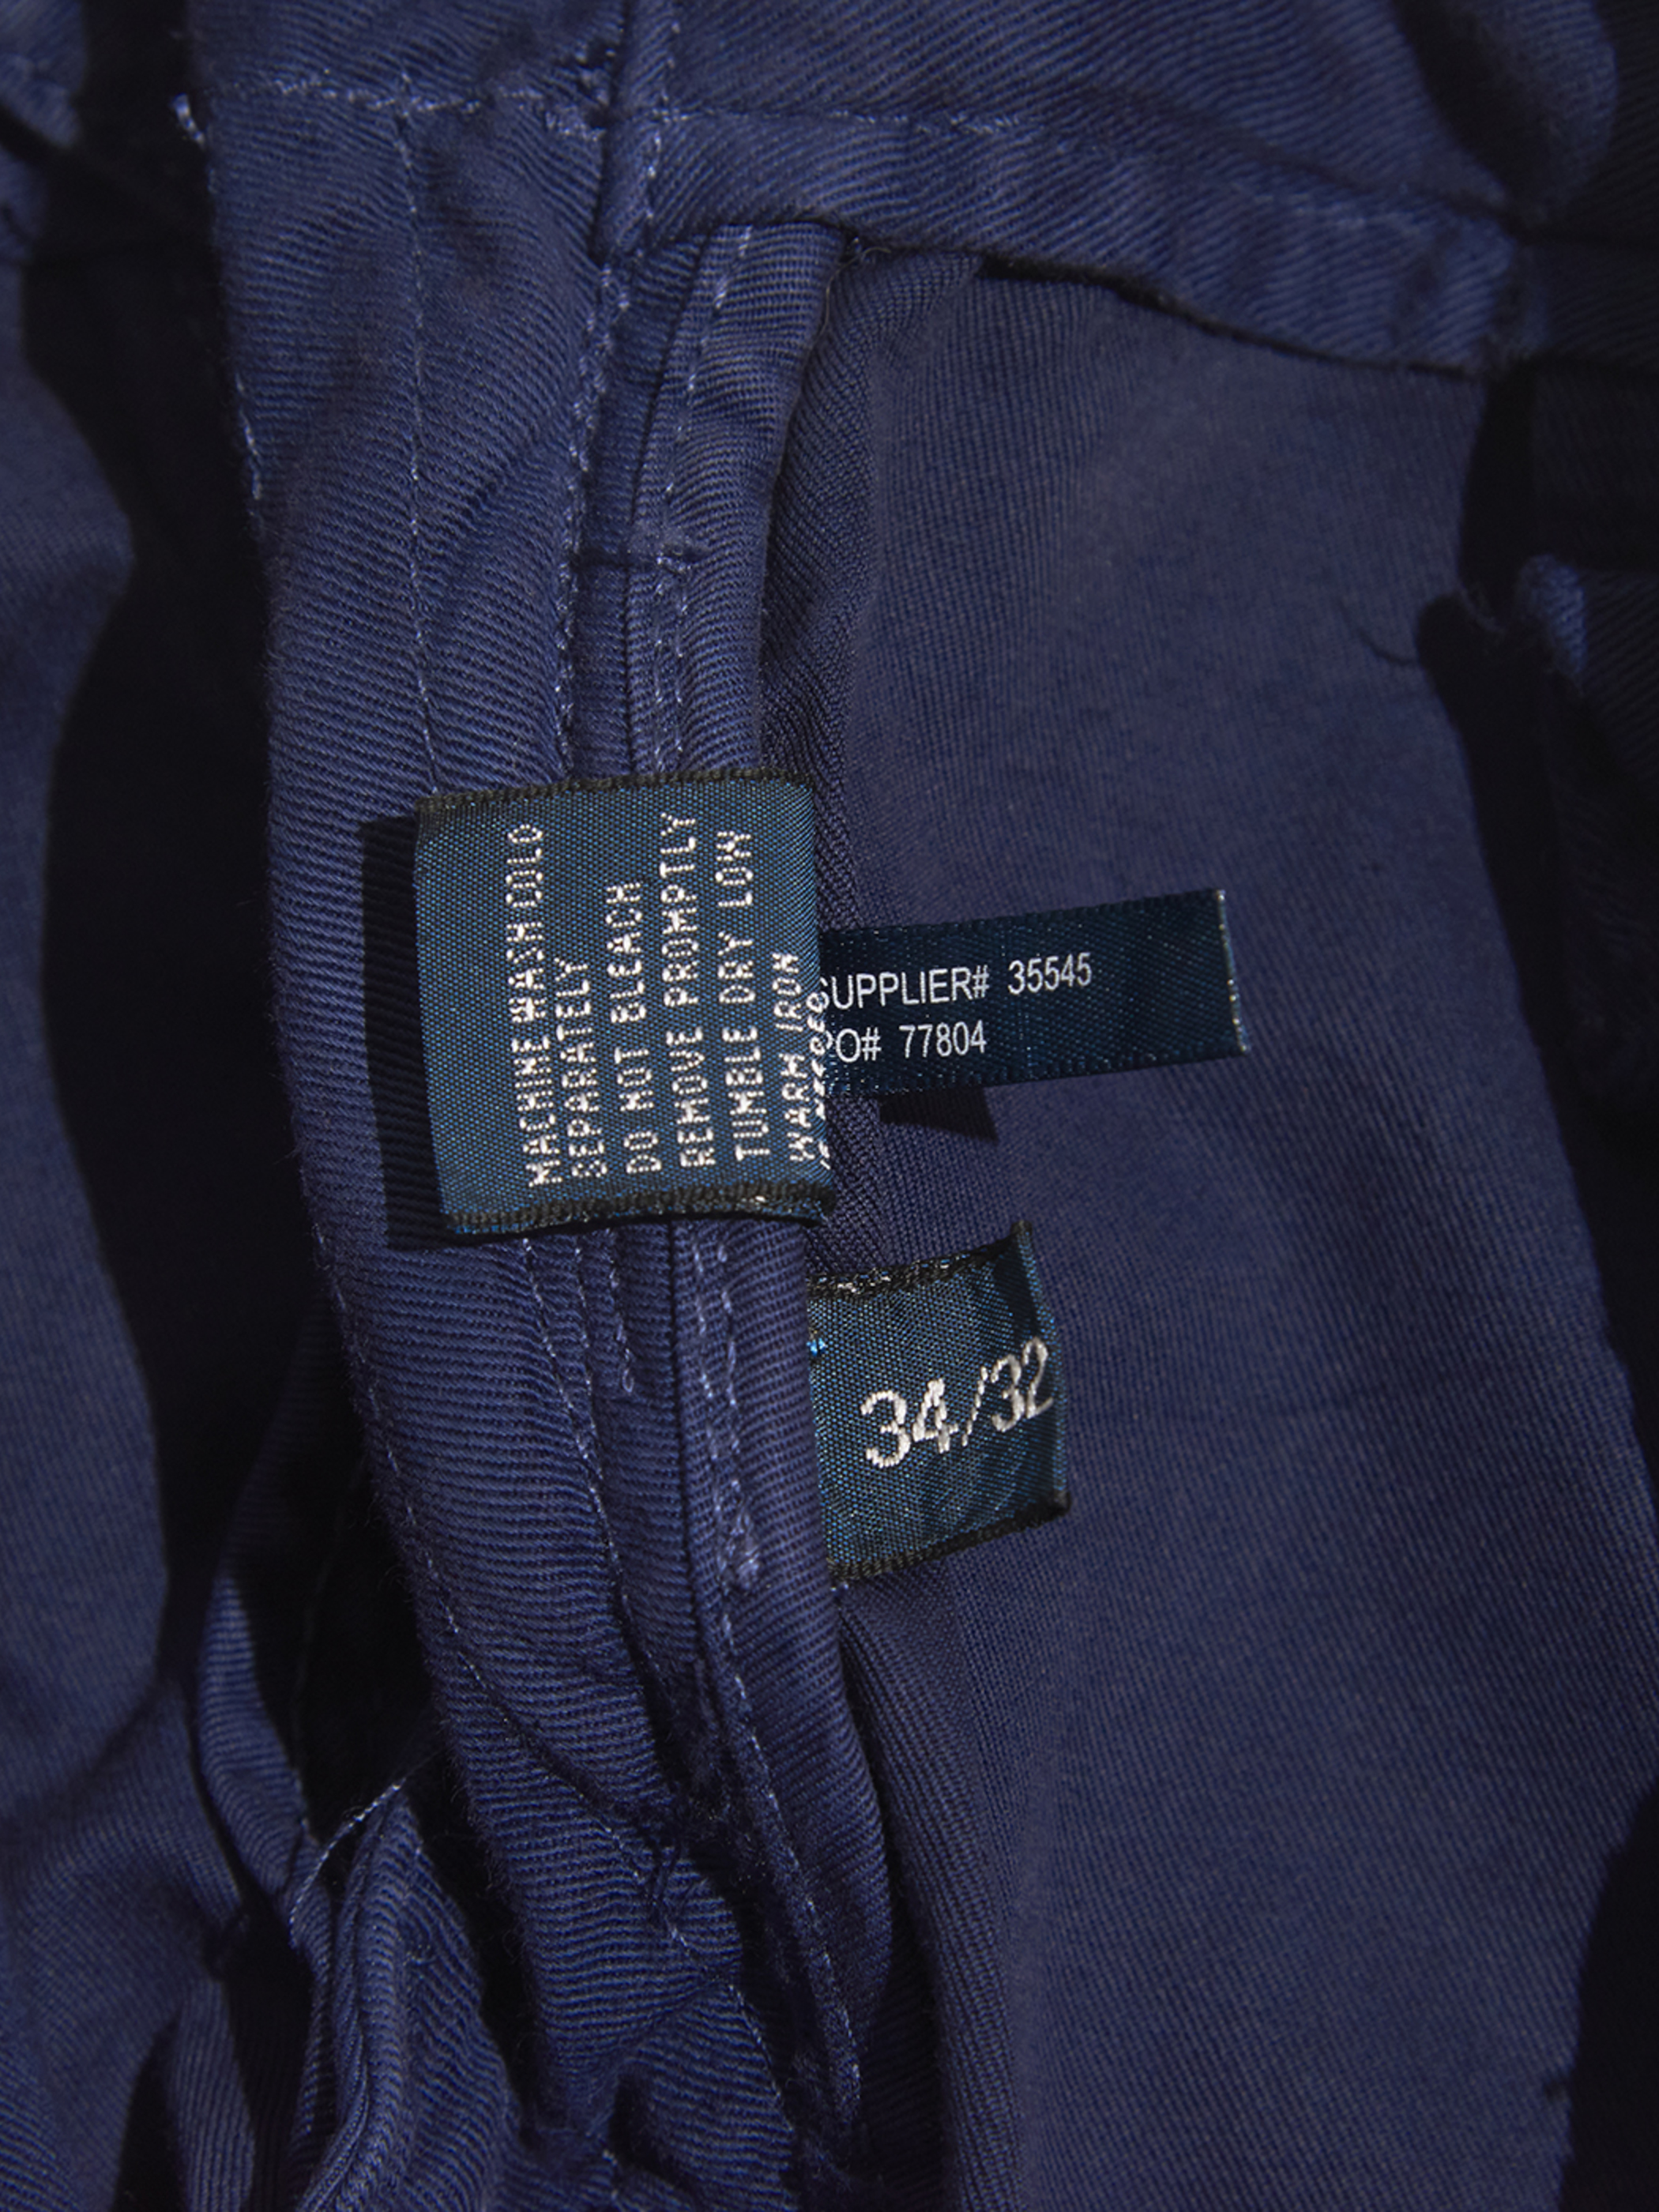 MACHINE WASH COLD
SEPARATELY
DO NOT BLEACH
REMOVE PROMPTLY
TUMBLE DRY LOW
WARM IRON
SUPPLIER# 35545
PO# 77804
34/32